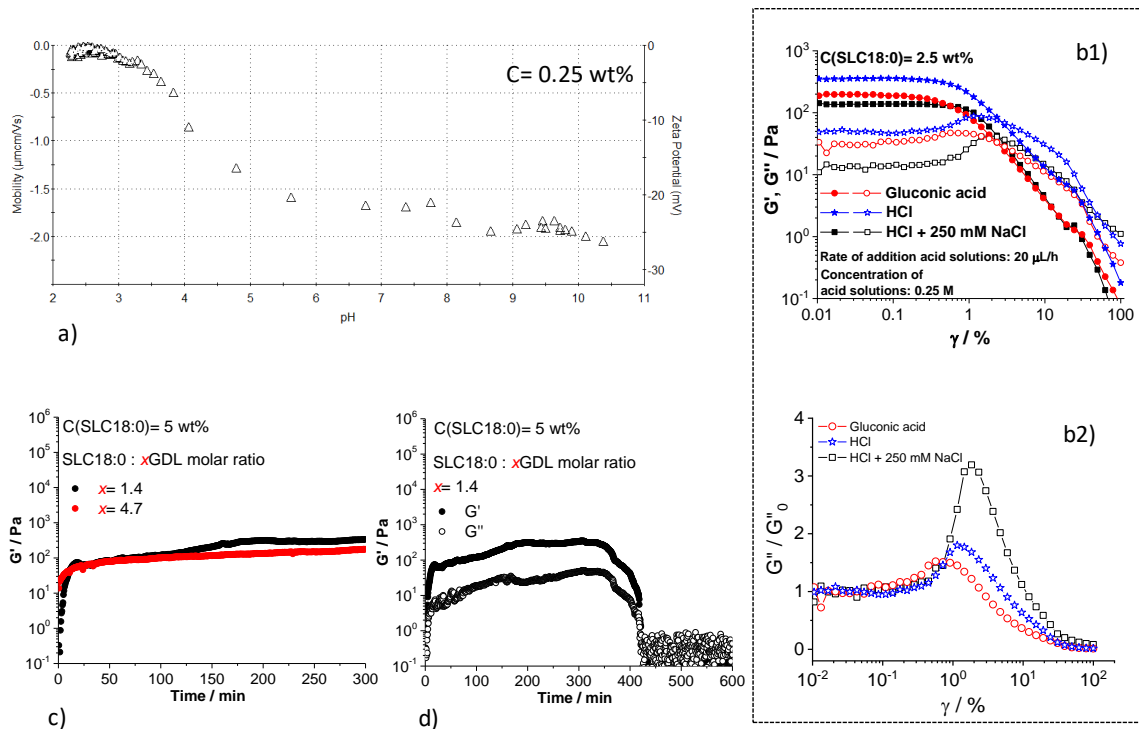 0.0
-0.5
-1.0
-1.5
-2.0
Mobility (µmcm/Vs)
C= 0.25 wt%
0
-10
-20
-30
Zeta Potential (mV)
2 3 4 5 6 7 8 9 10 11
pH
a)
b1)
C(SLC18:0)= 2.5 wt%
10³
10²
10¹
10⁰
10⁻¹
G', G'' / Pa
Gluconic acid
HCl
HCl + 250 mM NaCl
Rate of addition acid solutions: 20 µL/h
Concentration of
acid solutions: 0.25 M
0.01 0.1 1 10 100
γ / %
C(SLC18:0)= 5 wt%
SLC18:0 : xGDL molar ratio
x= 1.4
x= 4.7
10⁶
10⁵
10⁴
10³
10²
10¹
10⁰
10⁻¹
G' / Pa
0 50 100 150 200 250 300
Time / min
c)
C(SLC18:0)= 5 wt%
SLC18:0 : xGDL molar ratio
x= 1.4
G'
G''
10⁶
10⁵
10⁴
10³
10²
10¹
10⁰
10⁻¹
G' / Pa
0 100 200 300 400 500 600
Time / min
d)
b2)
Gluconic acid
HCl
HCl + 250 mM NaCl
4
3
2
1
0
G'' / G''₀
10⁻² 10⁻¹ 10⁰ 10¹ 10²
γ / %